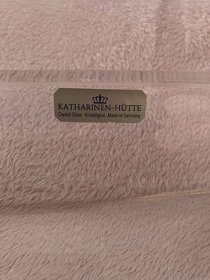 KATHARINEN-HÜTTE
Crystal Glass Kristallglas Made in Germany